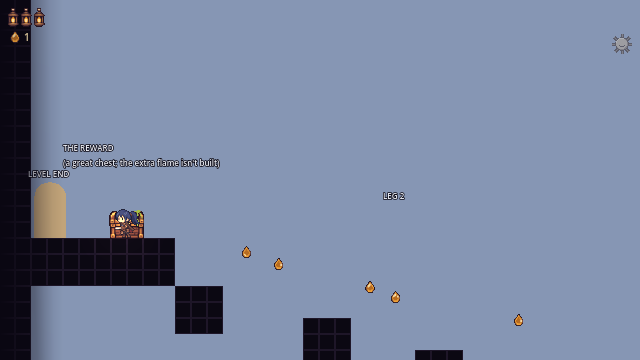 1
THE REWARD
(a great chest; the extra flame isn't built)
LEVEL END
LEG 2